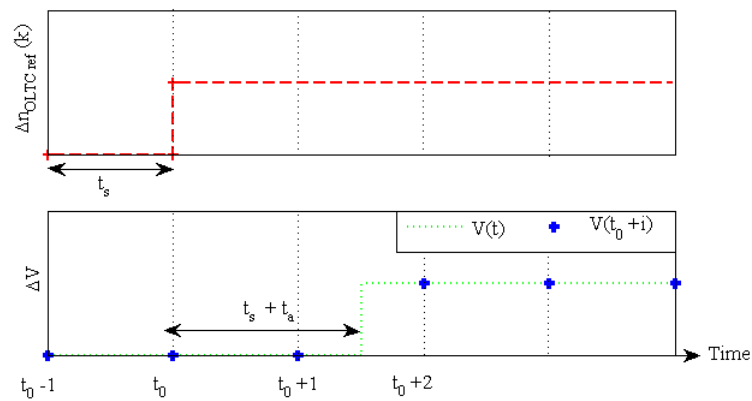 Δn_OLTC ref (k)
t_s
V(t)
V(t_0 +i)
ΔV
t_s + t_a
Time
t_0 -1
t_0
t_0 +1
t_0 +2